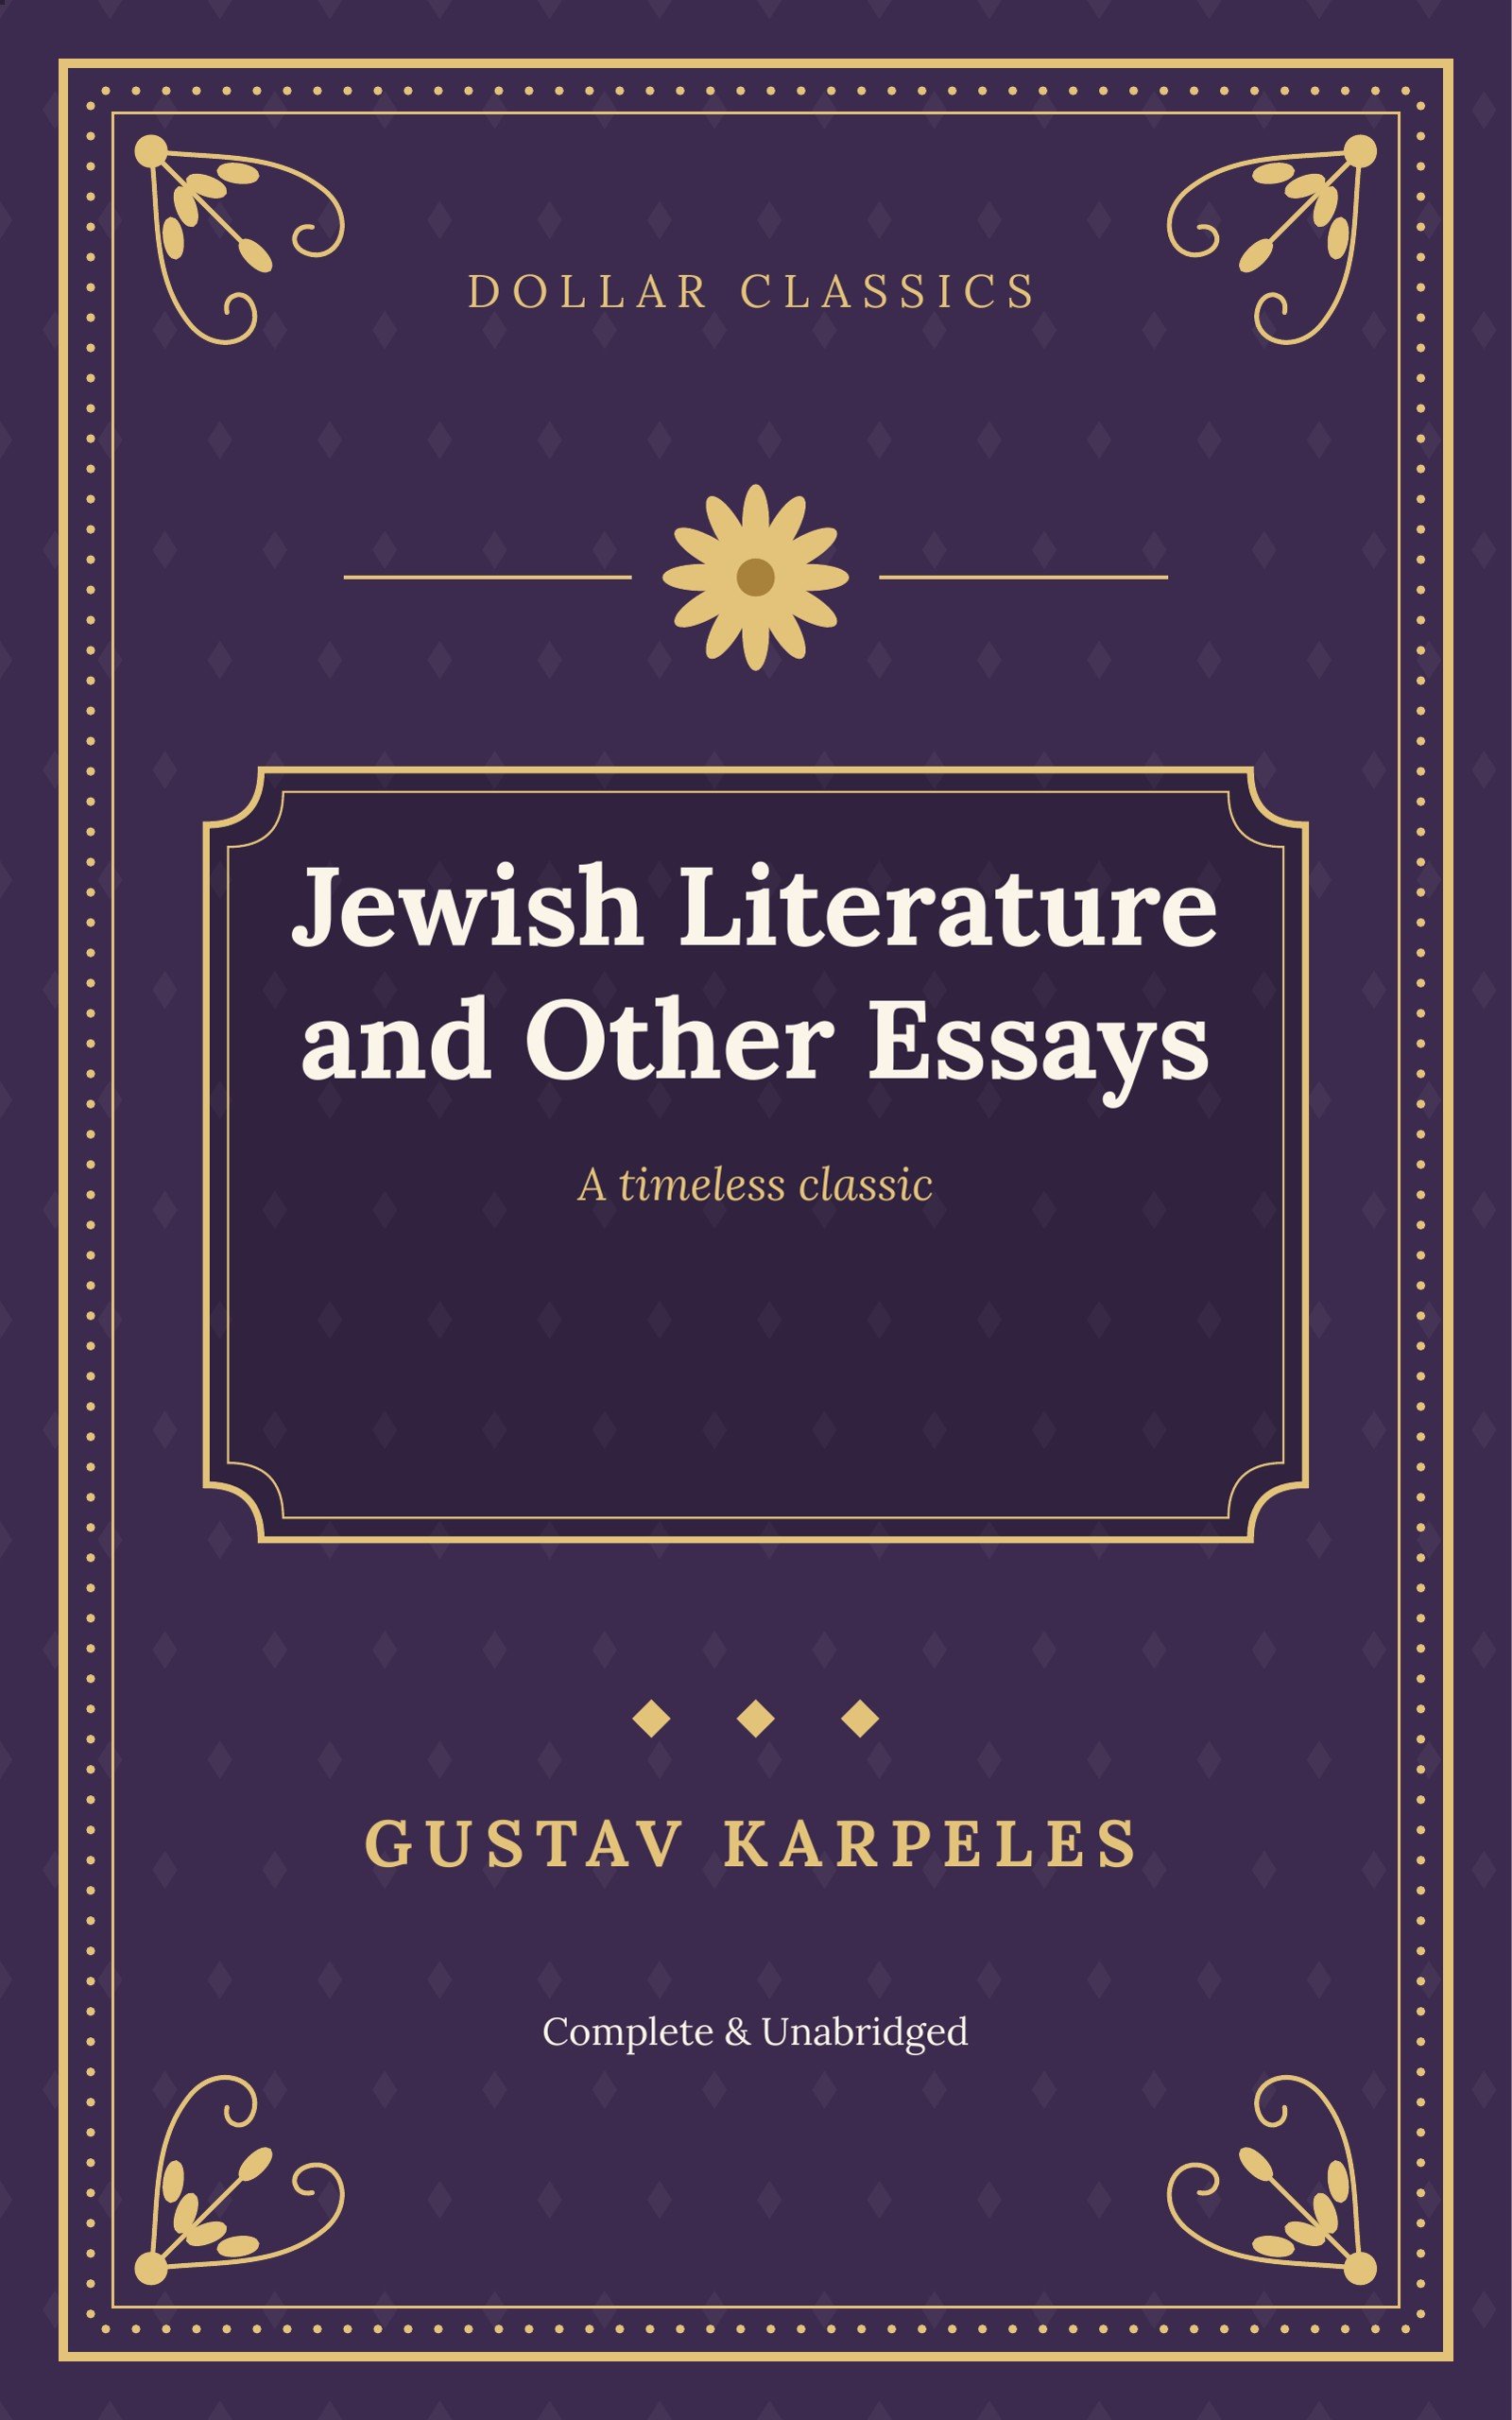 DOLLAR CLASSICS
Jewish Literature
and Other Essays
A timeless classic
GUSTAV KARPELES
Complete & Unabridged